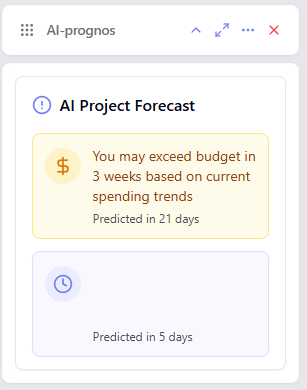 AI-prognos
AI Project Forecast
You may exceed budget in
3 weeks based on current
spending trends
Predicted in 21 days
Predicted in 5 days